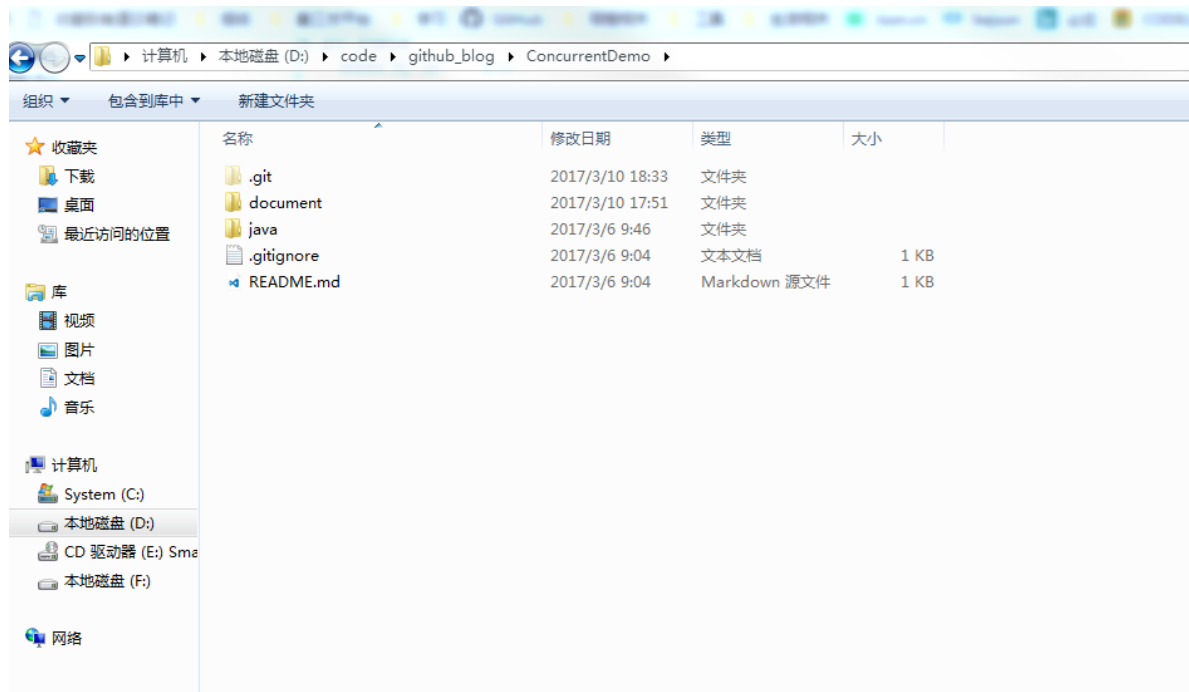 计算机 本地磁盘 (D:) code github_blog ConcurrentDemo
组织 包含到库中 新建文件夹
名称 修改日期 类型 大小
收藏夹
下载
桌面
最近访问的位置
库
视频
图片
文档
音乐
计算机
System (C:)
本地磁盘 (D:)
CD 驱动器 (E:) Sma
本地磁盘 (F:)
网络
.git 2017/3/10 18:33 文件夹
document 2017/3/10 17:51 文件夹
java 2017/3/6 9:46 文件夹
.gitignore 2017/3/6 9:04 文本文档 1 KB
README.md 2017/3/6 9:04 Markdown 源文件 1 KB